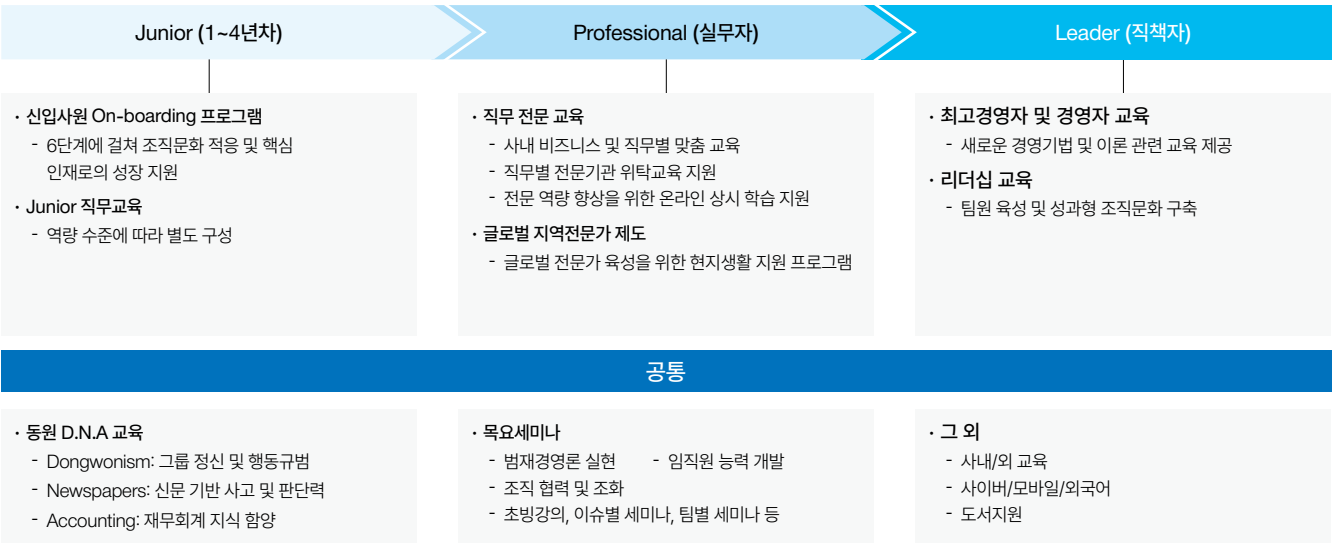 Junior (1~4년차)
Professional (실무자)
Leader (직책자)
· 신입사원 On-boarding 프로그램
- 6단계에 걸쳐 조직문화 적응 및 핵심
인재로의 성장 지원
· Junior 직무교육
- 역량 수준에 따라 별도 구성
· 직무 전문 교육
- 사내 비즈니스 및 직무별 맞춤 교육
- 직무별 전문기관 위탁교육 지원
- 전문 역량 향상을 위한 온라인 상시 학습 지원
· 글로벌 지역전문가 제도
- 글로벌 전문가 육성을 위한 현지생활 지원 프로그램
· 최고경영자 및 경영자 교육
- 새로운 경영기법 및 이론 관련 교육 제공
· 리더십 교육
- 팀원 육성 및 성과형 조직문화 구축
공통
· 동원 D.N.A 교육
- Dongwonism: 그룹 정신 및 행동규범
- Newspapers: 신문 기반 사고 및 판단력
- Accounting: 재무회계 지식 함양
· 목요세미나
- 범재경영론 실현 - 임직원 능력 개발
- 조직 협력 및 조화
- 초빙강의, 이슈별 세미나, 팀별 세미나 등
· 그 외
- 사내/외 교육
- 사이버/모바일/외국어
- 도서지원